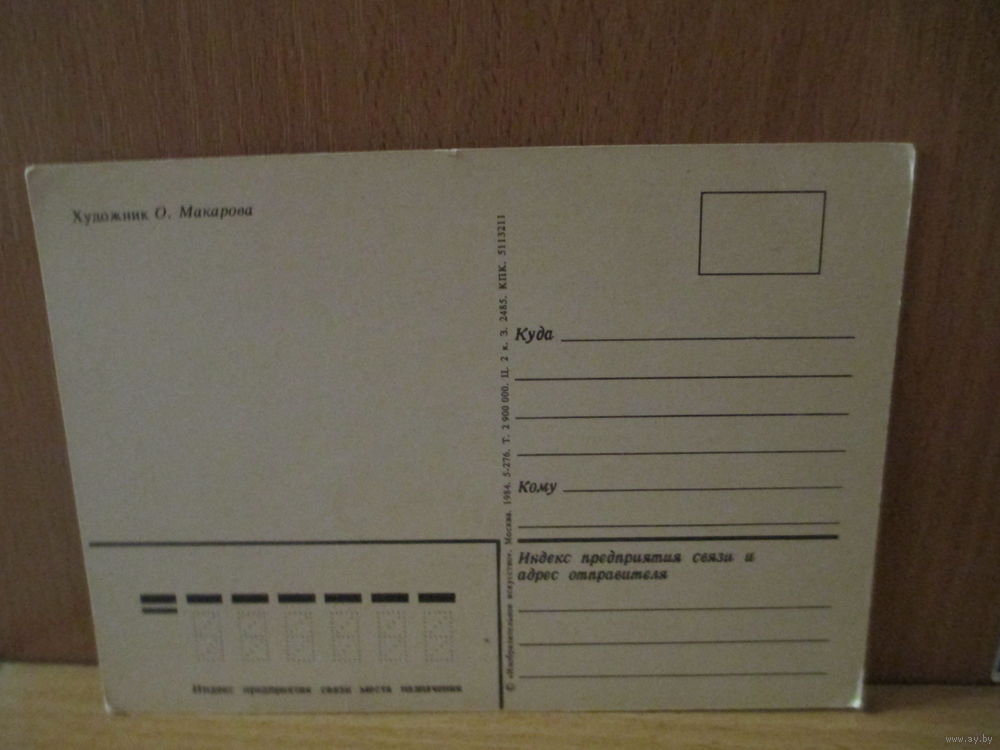 Художник О. Макарова
© «Изобразительное искусство». Москва. 1984. 5-276. Т. 2 900 000. Ц. 2 к. З. 2485. КПК. 5113211
Куда
Кому
Индекс предприятия связи и
адрес отправителя
Индекс предприятия связи места назначения
www.ay.by